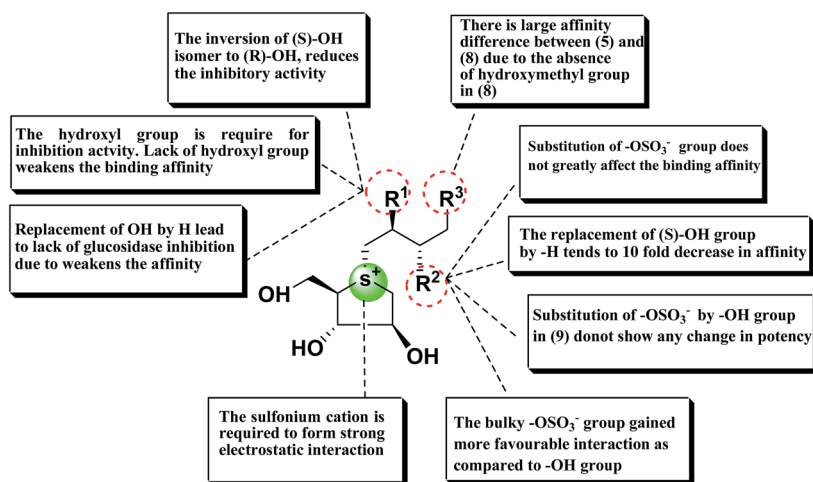 The inversion of (S)-OH
isomer to (R)-OH, reduces
the inhibitory activity
There is large affinity
difference between (5) and
(8) due to the absence
of hydroxymethyl group
in (8)
The hydroxyl group is require for
inhibition actvity. Lack of hydroxyl group
weakens the binding affinity
Substitution of -OSO₃⁻ group does
not greatly affect the binding affinity
Replacement of OH by H lead
to lack of glucosidase inhibition
due to weakens the affinity
The replacement of (S)-OH group
by -H tends to 10 fold decrease in affinity
Substitution of -OSO₃⁻ by -OH group
in (9) donot show any change in potency
R¹ R³
S⁺ R²
OH
HO
OH
The sulfonium cation is
required to form strong
electrostatic interaction
The bulky -OSO₃⁻ group gained
more favourable interaction as
compared to -OH group